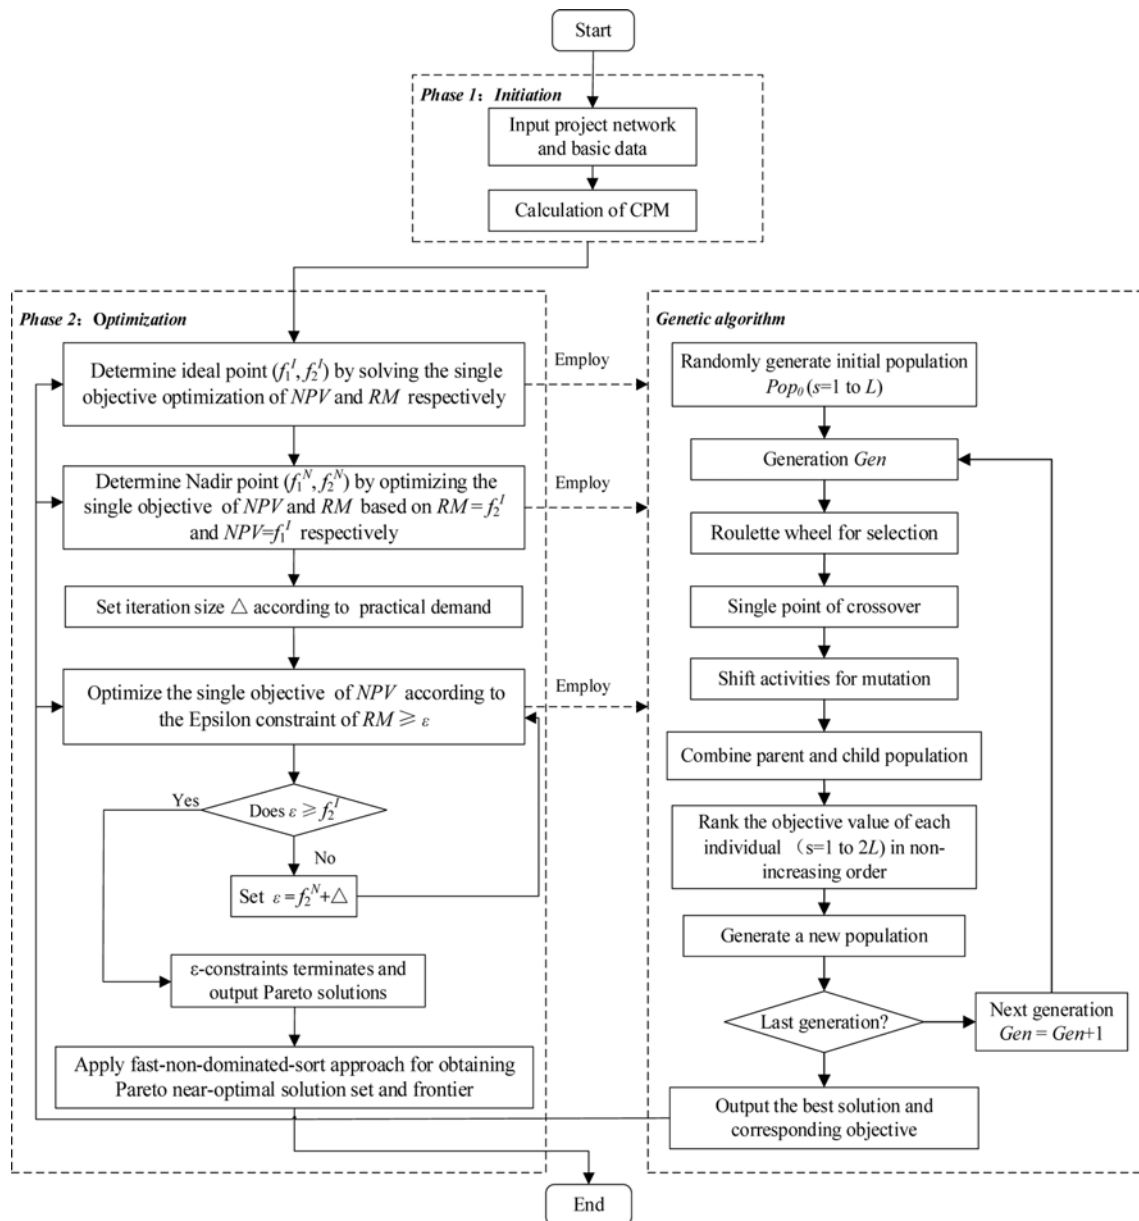 Start
Phase 1：Initiation
Input project network
and basic data
Calculation of CPM
Phase 2：Optimization
Determine ideal point (f₁ᴵ, f₂ᴵ) by solving the single
objective optimization of NPV and RM respectively
Employ
Determine Nadir point (f₁ᴺ, f₂ᴺ) by optimizing the
single objective of NPV and RM based on RM = f₂ᴵ
and NPV=f₁ᴵ respectively
Set iteration size △ according to practical demand
Optimize the single objective of NPV according to
the Epsilon constraint of RM ≥ ε
Employ
Yes
Does ε ≥ f₂ᴵ
No
Set ε = f₂ᴺ+△
ε-constraints terminates and
output Pareto solutions
Apply fast-non-dominated-sort approach for obtaining
Pareto near-optimal solution set and frontier
Genetic algorithm
Randomly generate initial population
Pop₀ (s=1 to L)
Generation Gen
Roulette wheel for selection
Single point of crossover
Shift activities for mutation
Combine parent and child population
Rank the objective value of each
individual （s=1 to 2L) in non-
increasing order
Generate a new population
Last generation?
Next generation
Gen = Gen+1
Output the best solution and
corresponding objective
End